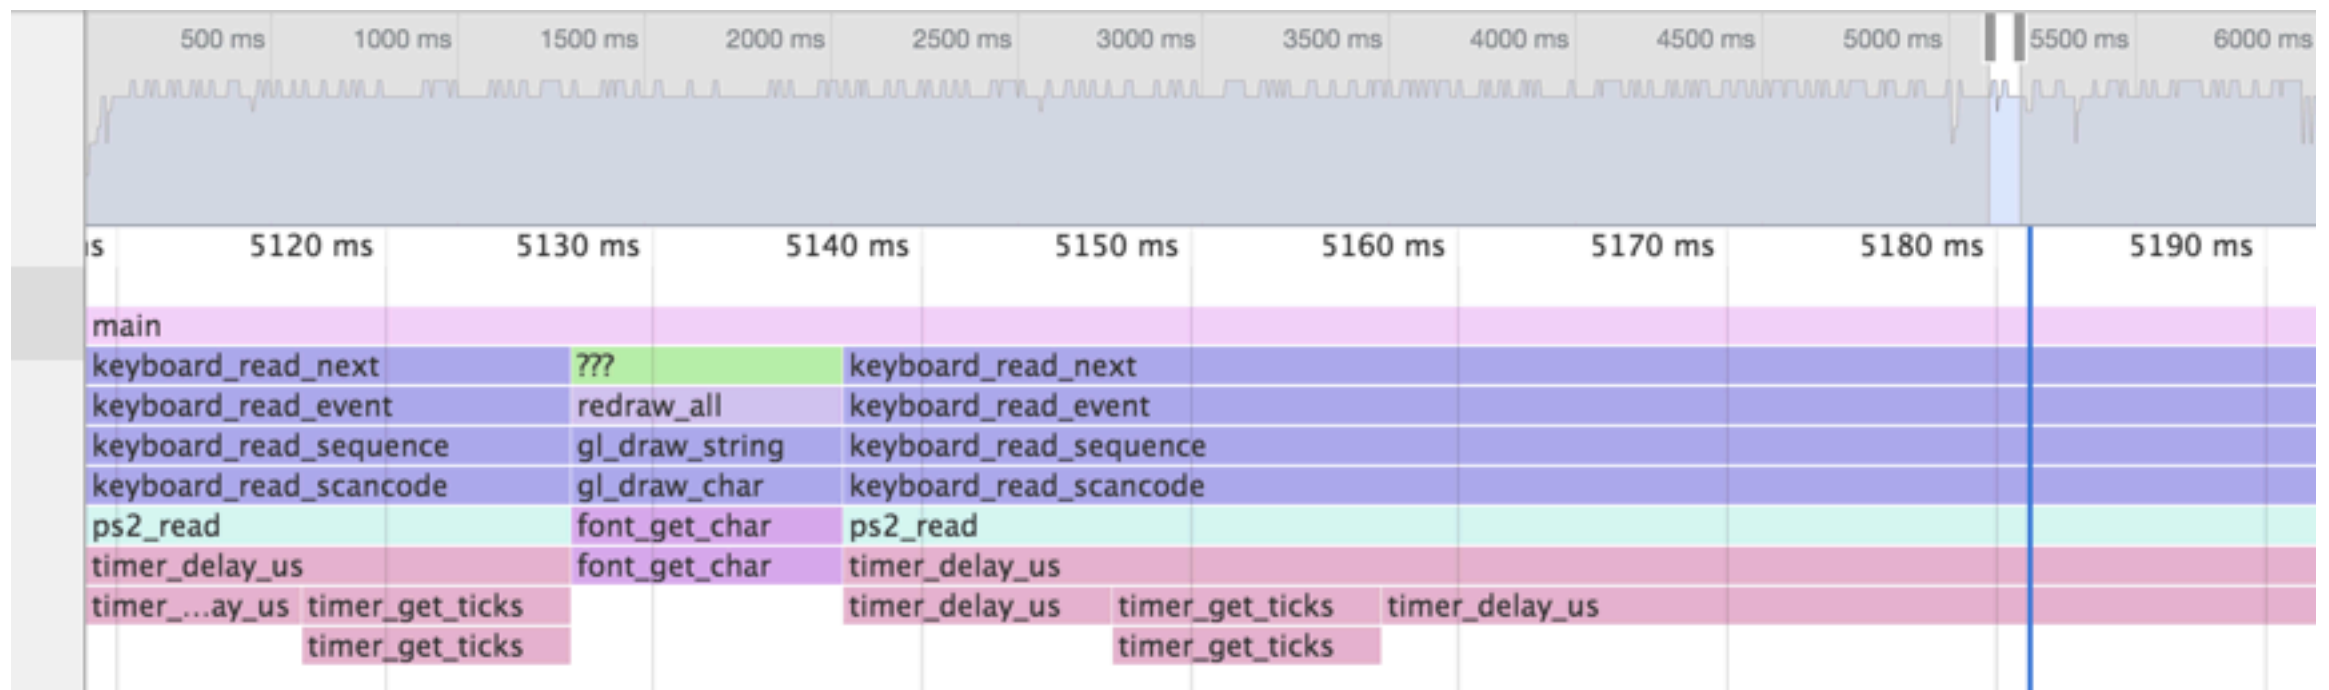 500 ms 1000 ms 1500 ms 2000 ms 2500 ms 3000 ms 3500 ms 4000 ms 4500 ms 5000 ms 5500 ms 6000 ms
s 5120 ms 5130 ms 5140 ms 5150 ms 5160 ms 5170 ms 5180 ms 5190 ms
main
keyboard_read_next ??? keyboard_read_next
keyboard_read_event redraw_all keyboard_read_event
keyboard_read_sequence gl_draw_string keyboard_read_sequence
keyboard_read_scancode gl_draw_char keyboard_read_scancode
ps2_read font_get_char ps2_read
timer_delay_us font_get_char timer_delay_us
timer_...ay_us timer_get_ticks timer_delay_us timer_get_ticks timer_delay_us
timer_get_ticks timer_get_ticks